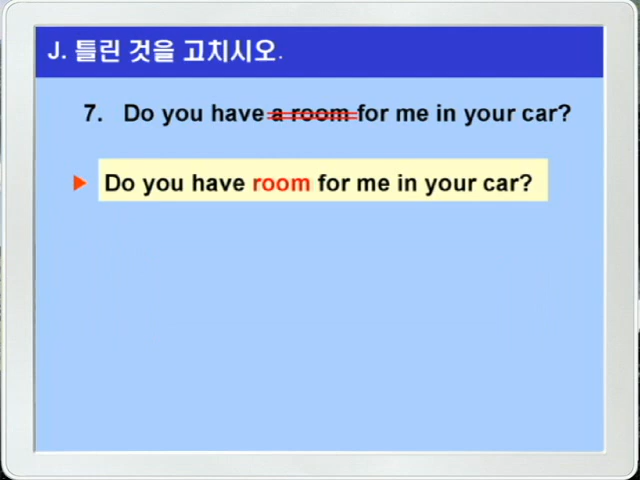 J. 틀린 것을 고치시오.
7. Do you have a room for me in your car?
Do you have room for me in your car?